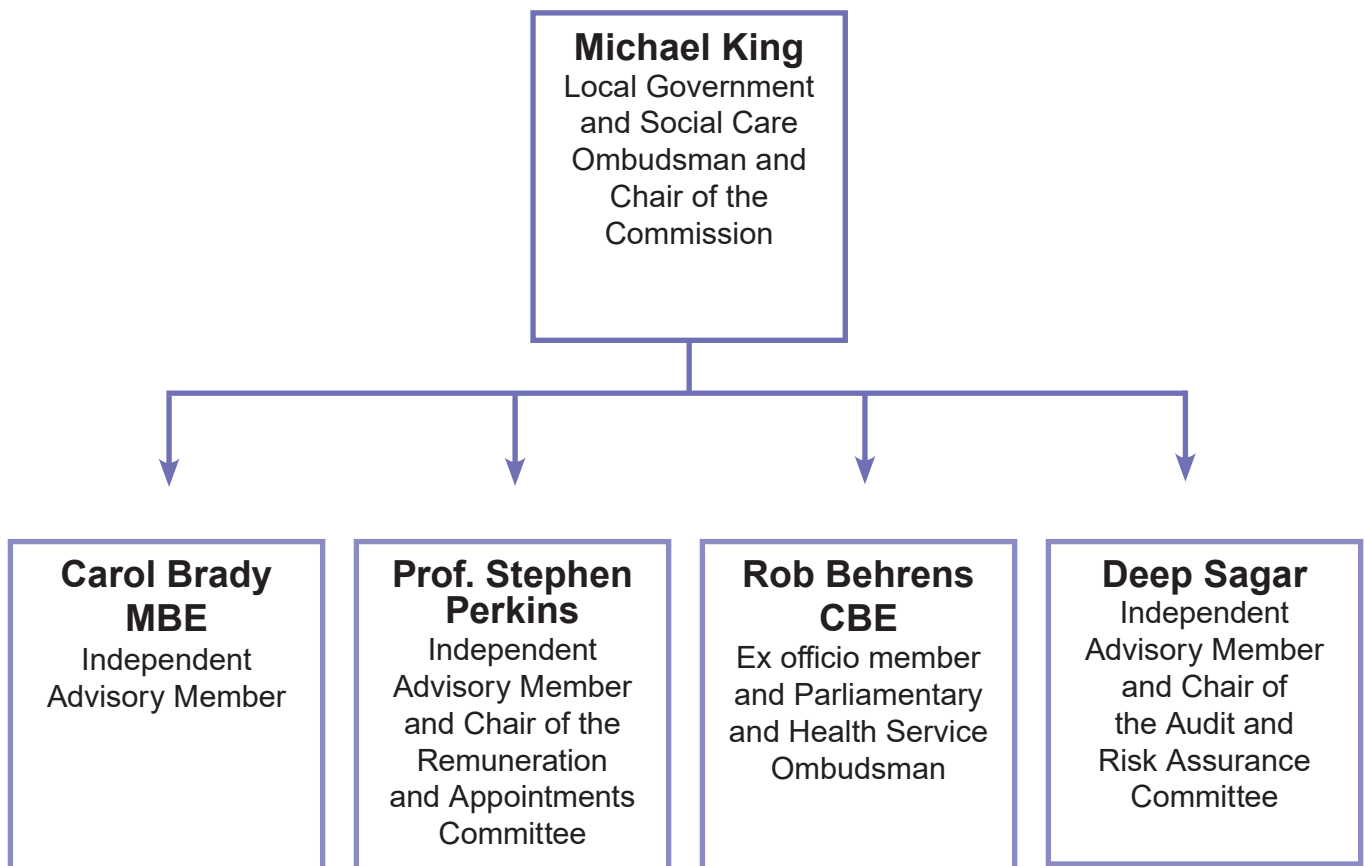 Michael King
Local Government
and Social Care
Ombudsman and
Chair of the
Commission
Carol Brady
MBE
Independent
Advisory Member
Prof. Stephen
Perkins
Independent
Advisory Member
and Chair of the
Remuneration
and Appointments
Committee
Rob Behrens
CBE
Ex officio member
and Parliamentary
and Health Service
Ombudsman
Deep Sagar
Independent
Advisory Member
and Chair of
the Audit and
Risk Assurance
Committee